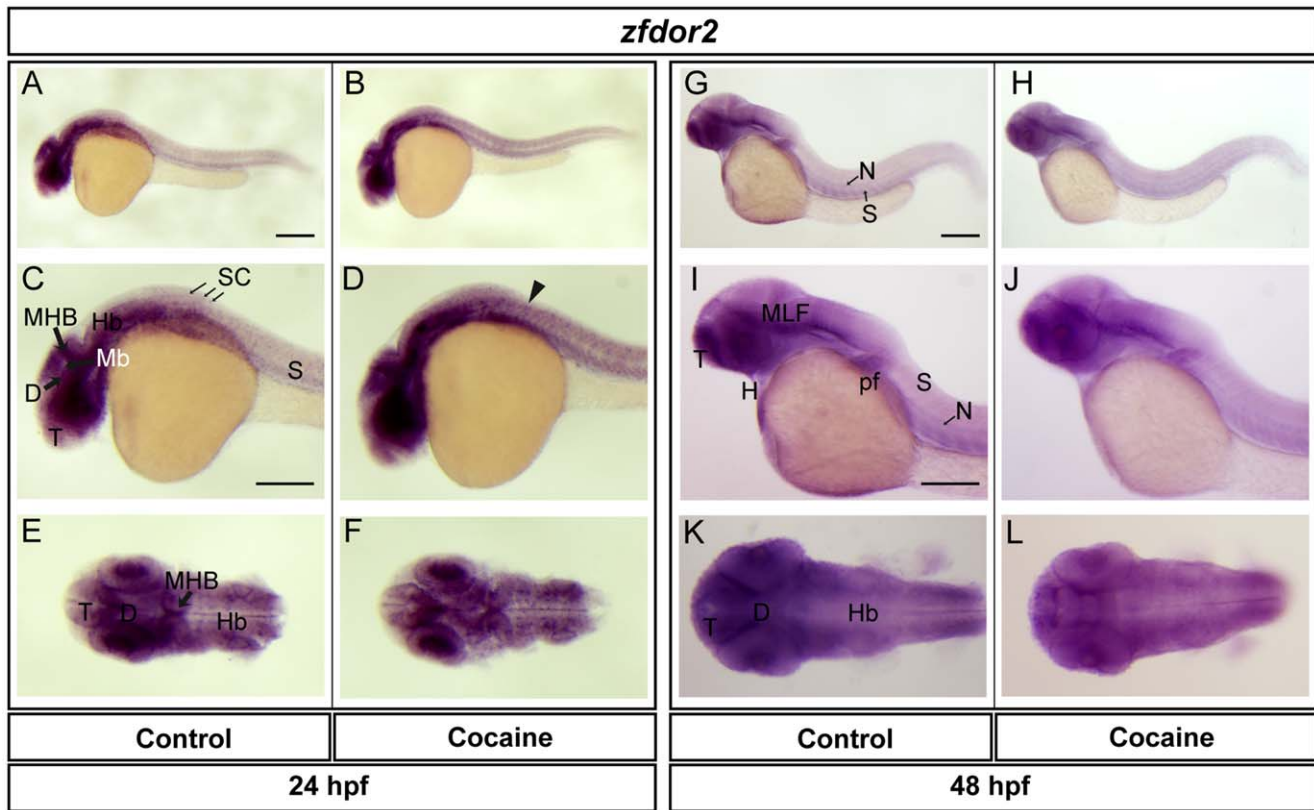 zfdor2
A B G H
N
S
C SC D I J
MHB Hb
Mb
D S
T
MLF
T
H pf S
N
E F K L
MHB
T D Hb
T D Hb
Control Cocaine Control Cocaine
24 hpf 48 hpf